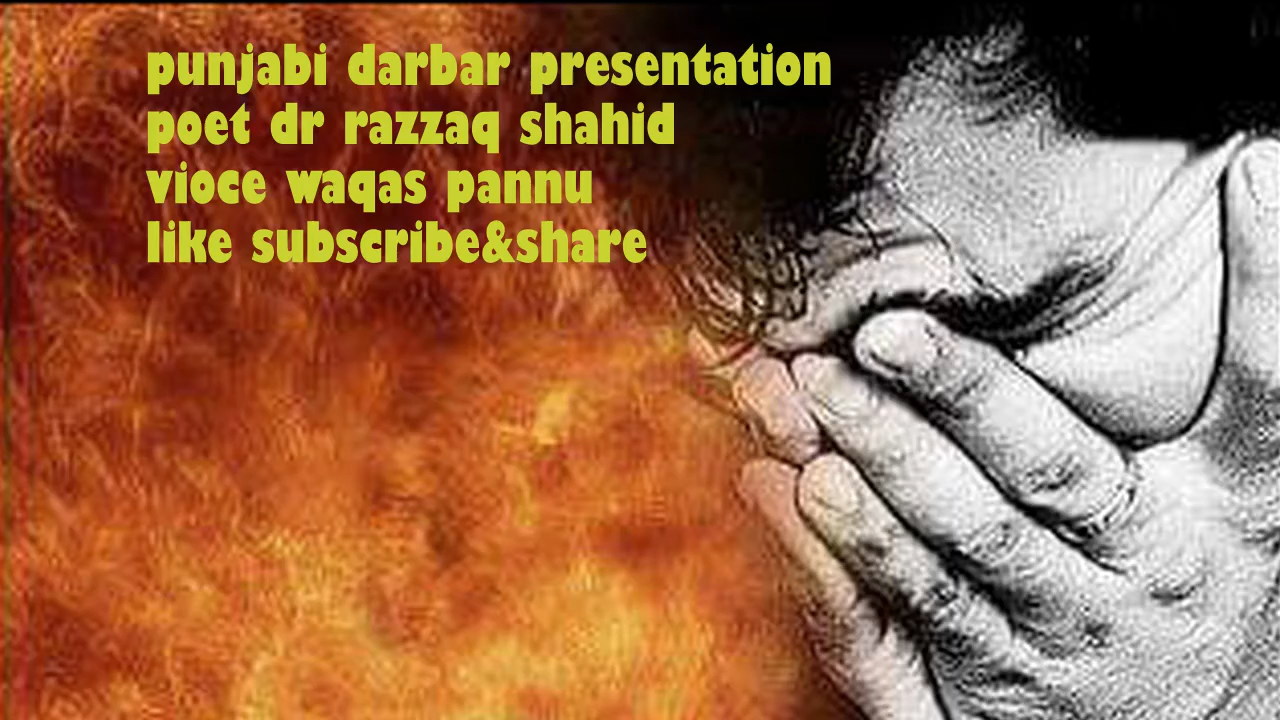 punjabi darbar presentation
poet dr razzaq shahid
vioce waqas pannu
like subscribe&share